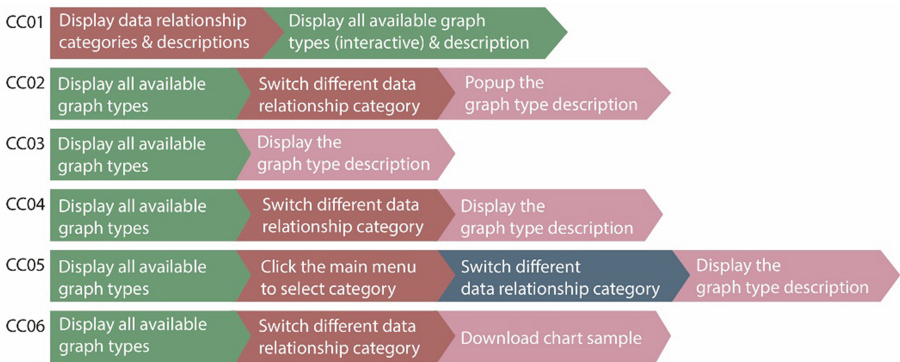 CC01
Display data relationship
categories & descriptions
Display all available graph
types (interactive) & description
CC02
Display all available
graph types
Switch different data
relationship category
Popup the
graph type description
CC03
Display all available
graph types
Display the
graph type description
CC04
Display all available
graph types
Switch different data
relationship category
Display the
graph type description
CC05
Display all available
graph types
Click the main menu
to select category
Switch different
data relationship category
Display the
graph type description
CC06
Display all available
graph types
Switch different data
relationship category
Download chart sample